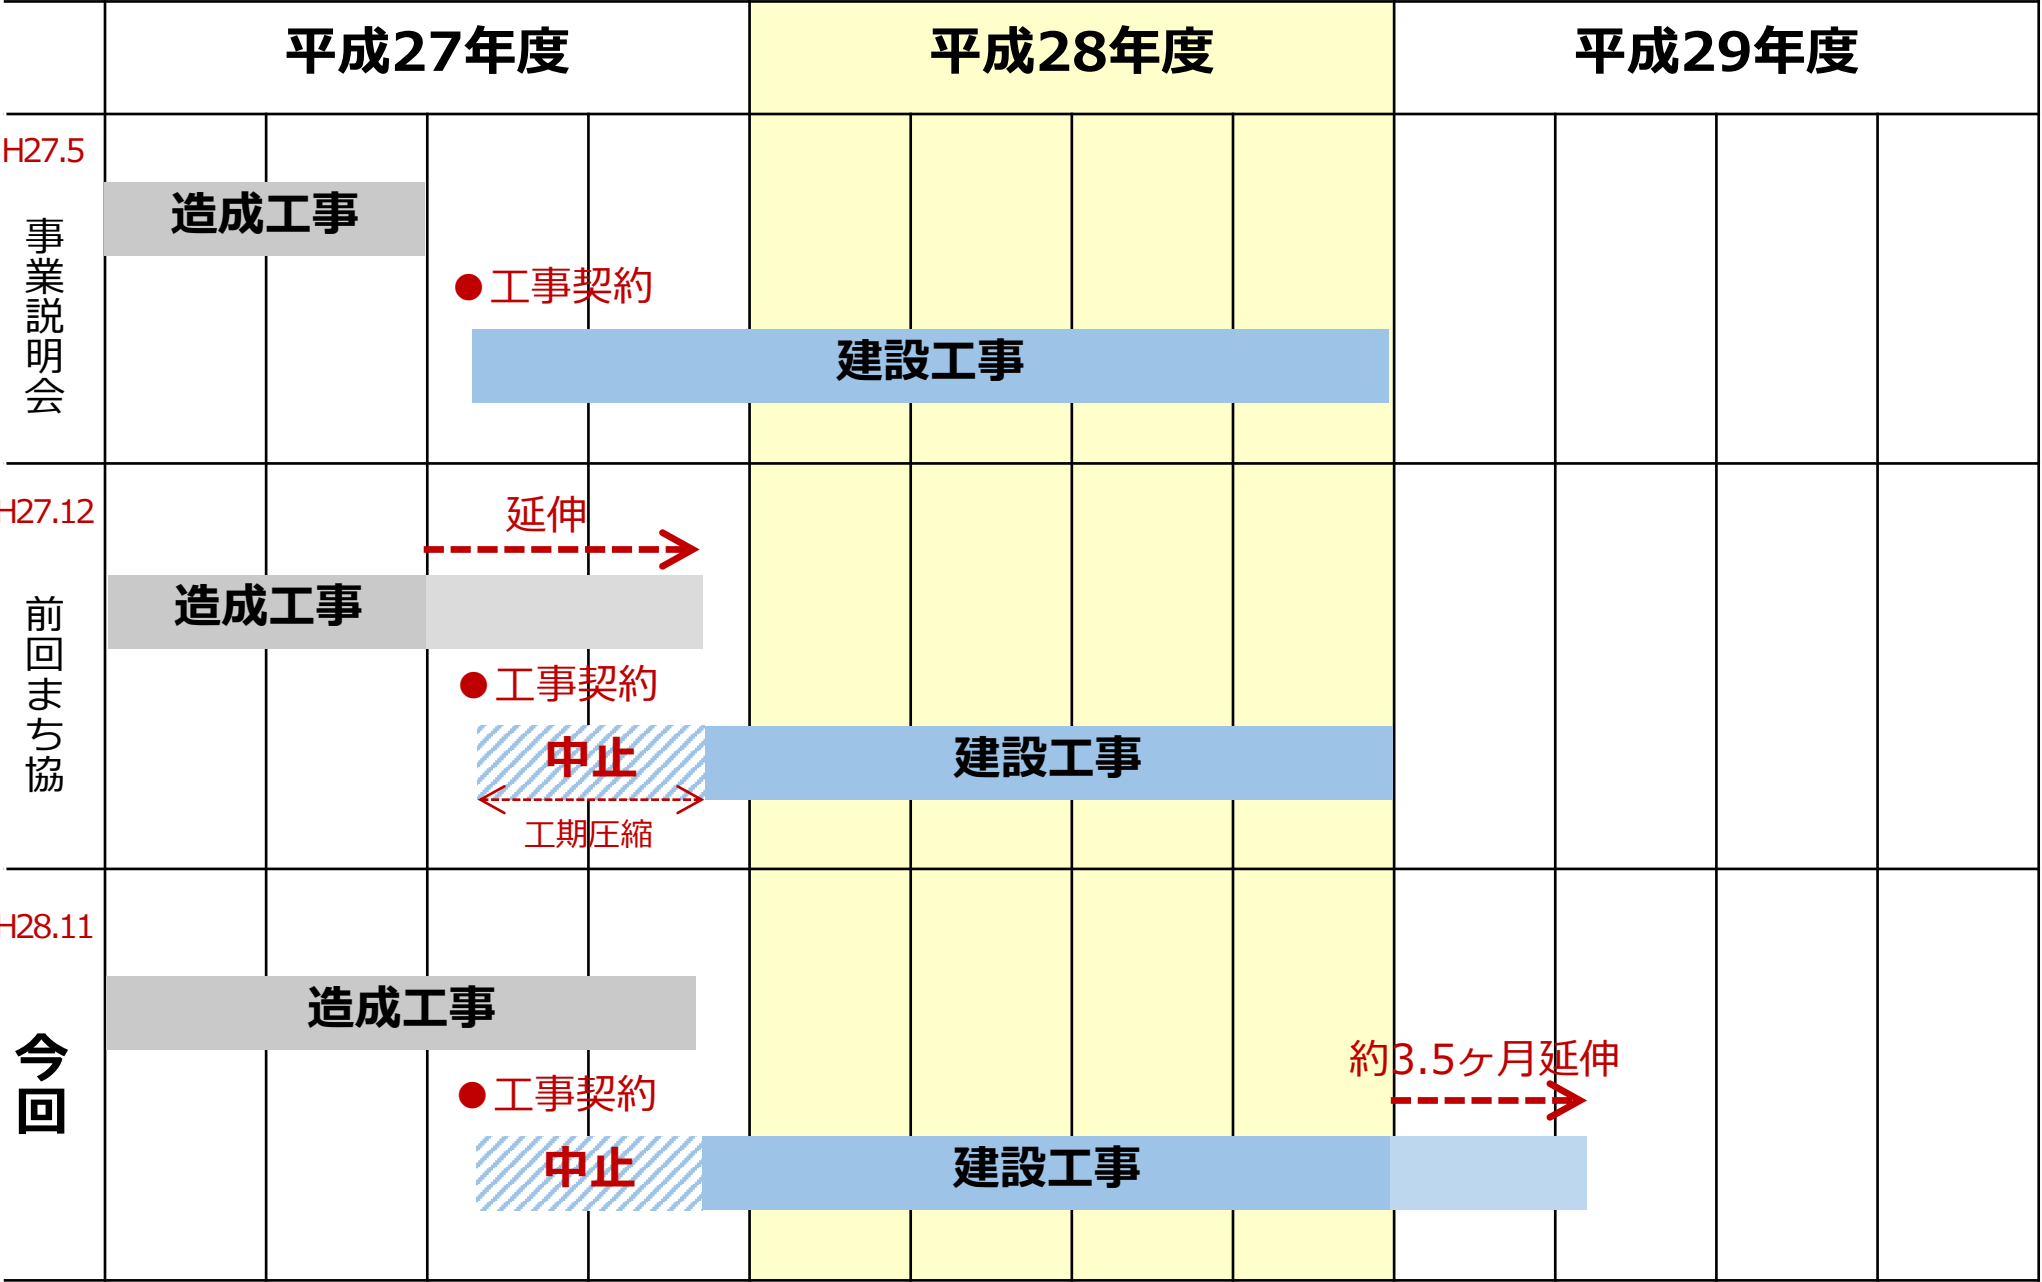 平成27年度
平成28年度
平成29年度
H27.5
事業説明会
造成工事
●工事契約
建設工事
H27.12
前回まち協
延伸
造成工事
●工事契約
中止
建設工事
工期圧縮
H28.11
今回
造成工事
約3.5ヶ月延伸
●工事契約
中止
建設工事